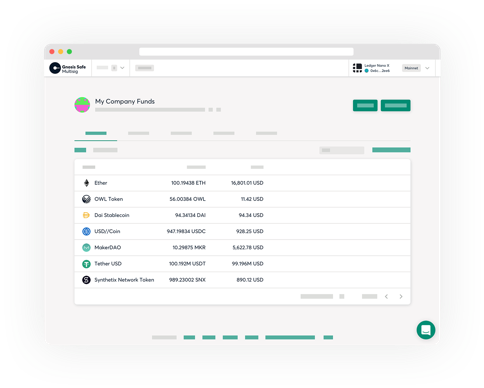 Gnosis Safe
Multisig
Ledger Nano X
Mainnet
My Company Funds
Ether 100.19438 ETH 16,801.01 USD
OWL Token 56.00384 OWL 11.42 USD
Dai Stablecoin 94.34134 DAI 94.34 USD
USD//Coin 947.19834 USDC 928.25 USD
MakerDAO 10.29875 MKR 5,622.78 USD
Tether USD 100.192M USDT 99.196M USD
Synthetix Network Token 989.23002 SNX 890.12 USD